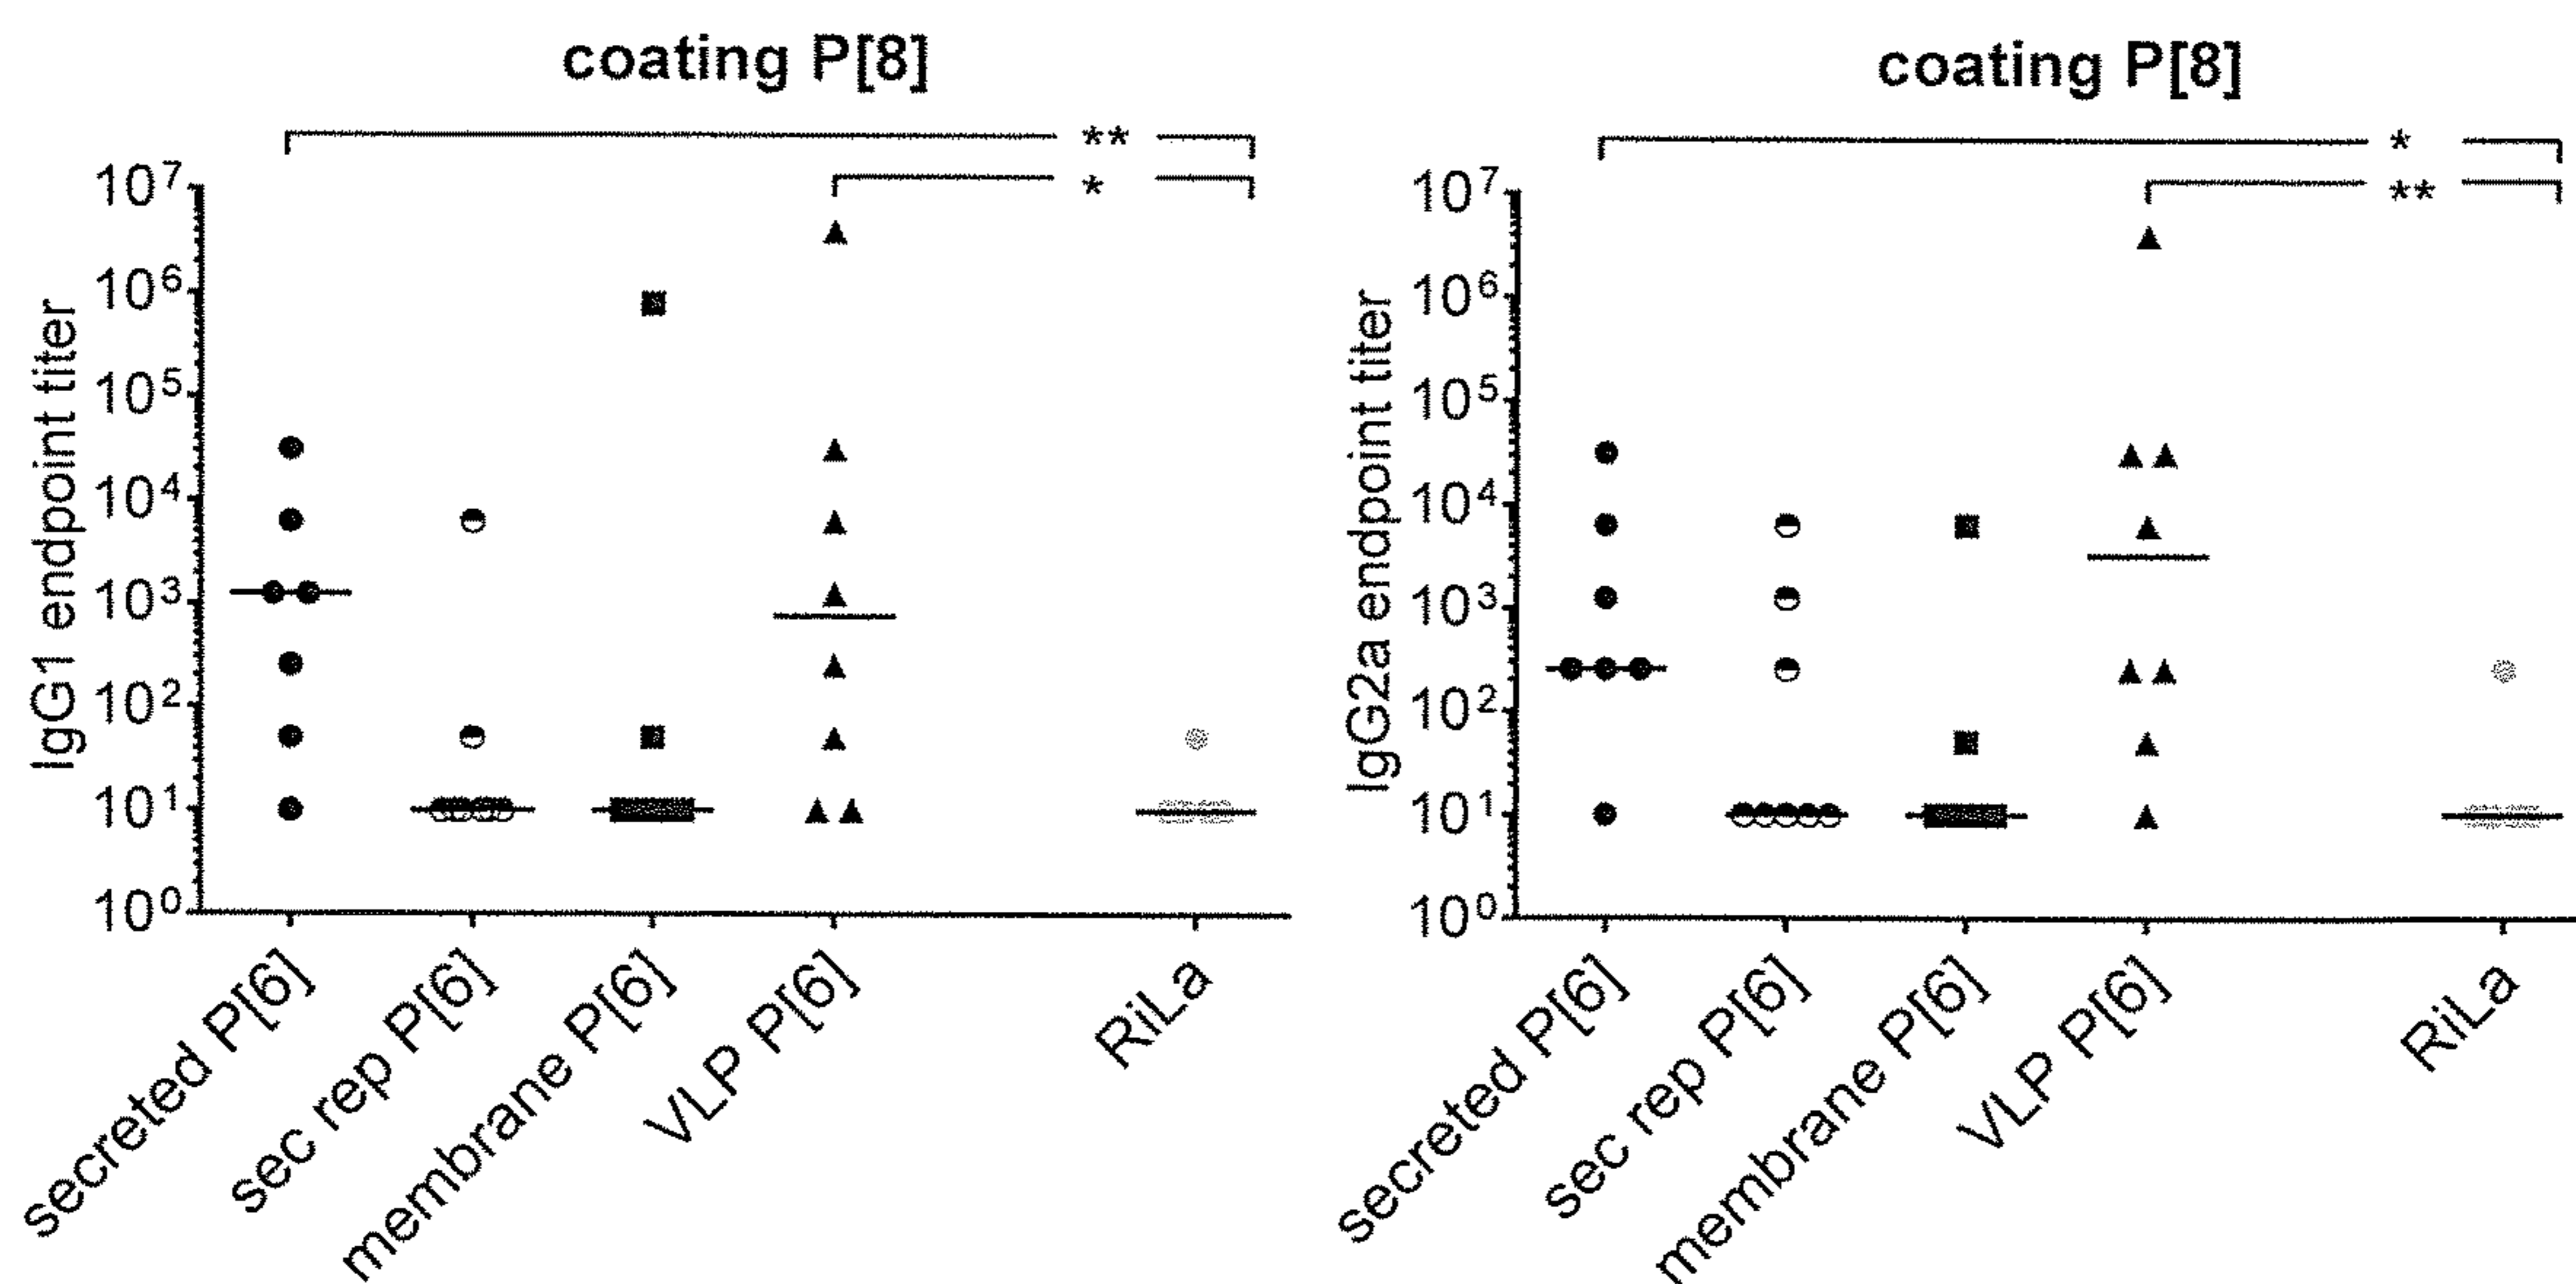 coating P[8]
**
*
IgG1 endpoint titer
10^7
10^6
10^5
10^4
10^3
10^2
10^1
10^0
secreted P[6]
sec rep P[6]
membrane P[6]
VLP P[6]
RiLa
coating P[8]
*
**
IgG2a endpoint titer
10^7
10^6
10^5
10^4
10^3
10^2
10^1
10^0
secreted P[6]
sec rep P[6]
membrane P[6]
VLP P[6]
RiLa